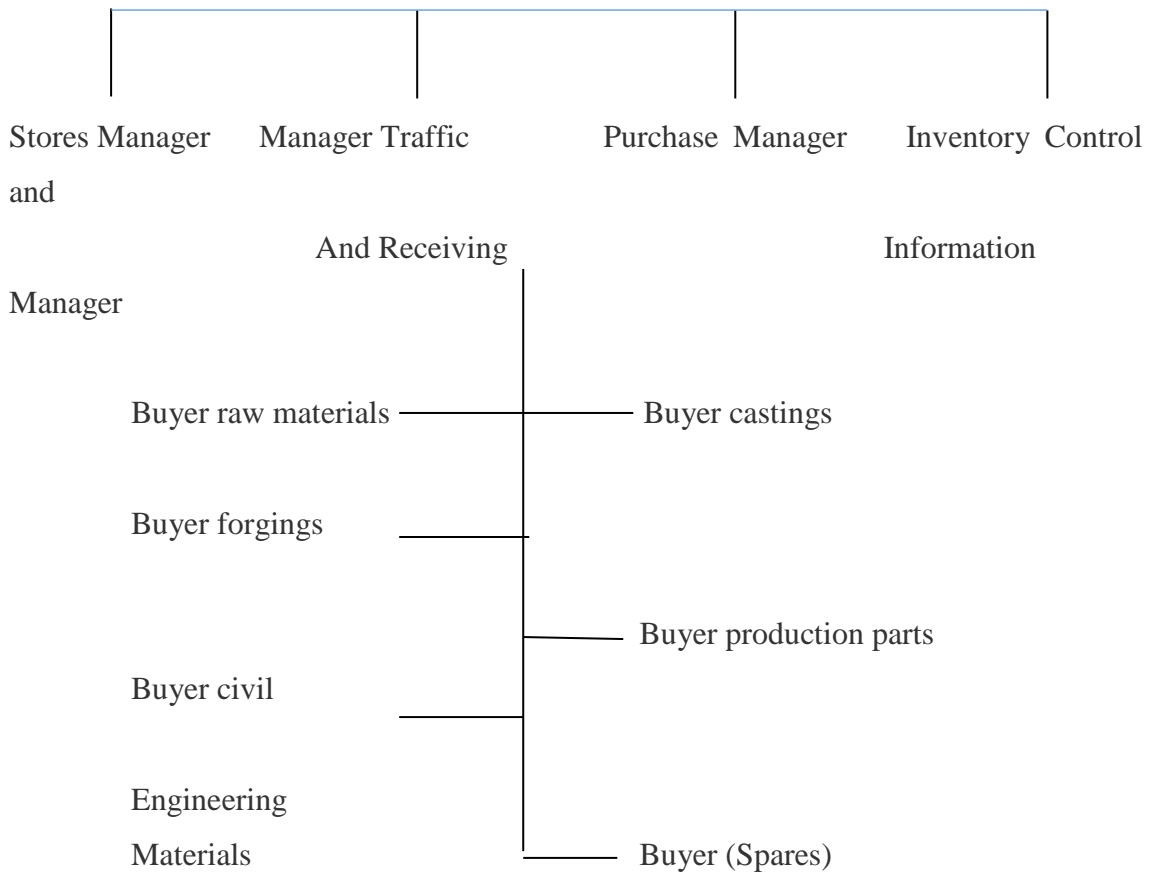 Stores Manager Manager Traffic Purchase Manager Inventory Control
and
And Receiving Information
Manager
Buyer raw materials Buyer castings
Buyer forgings
Buyer production parts
Buyer civil
Engineering
Materials Buyer (Spares)